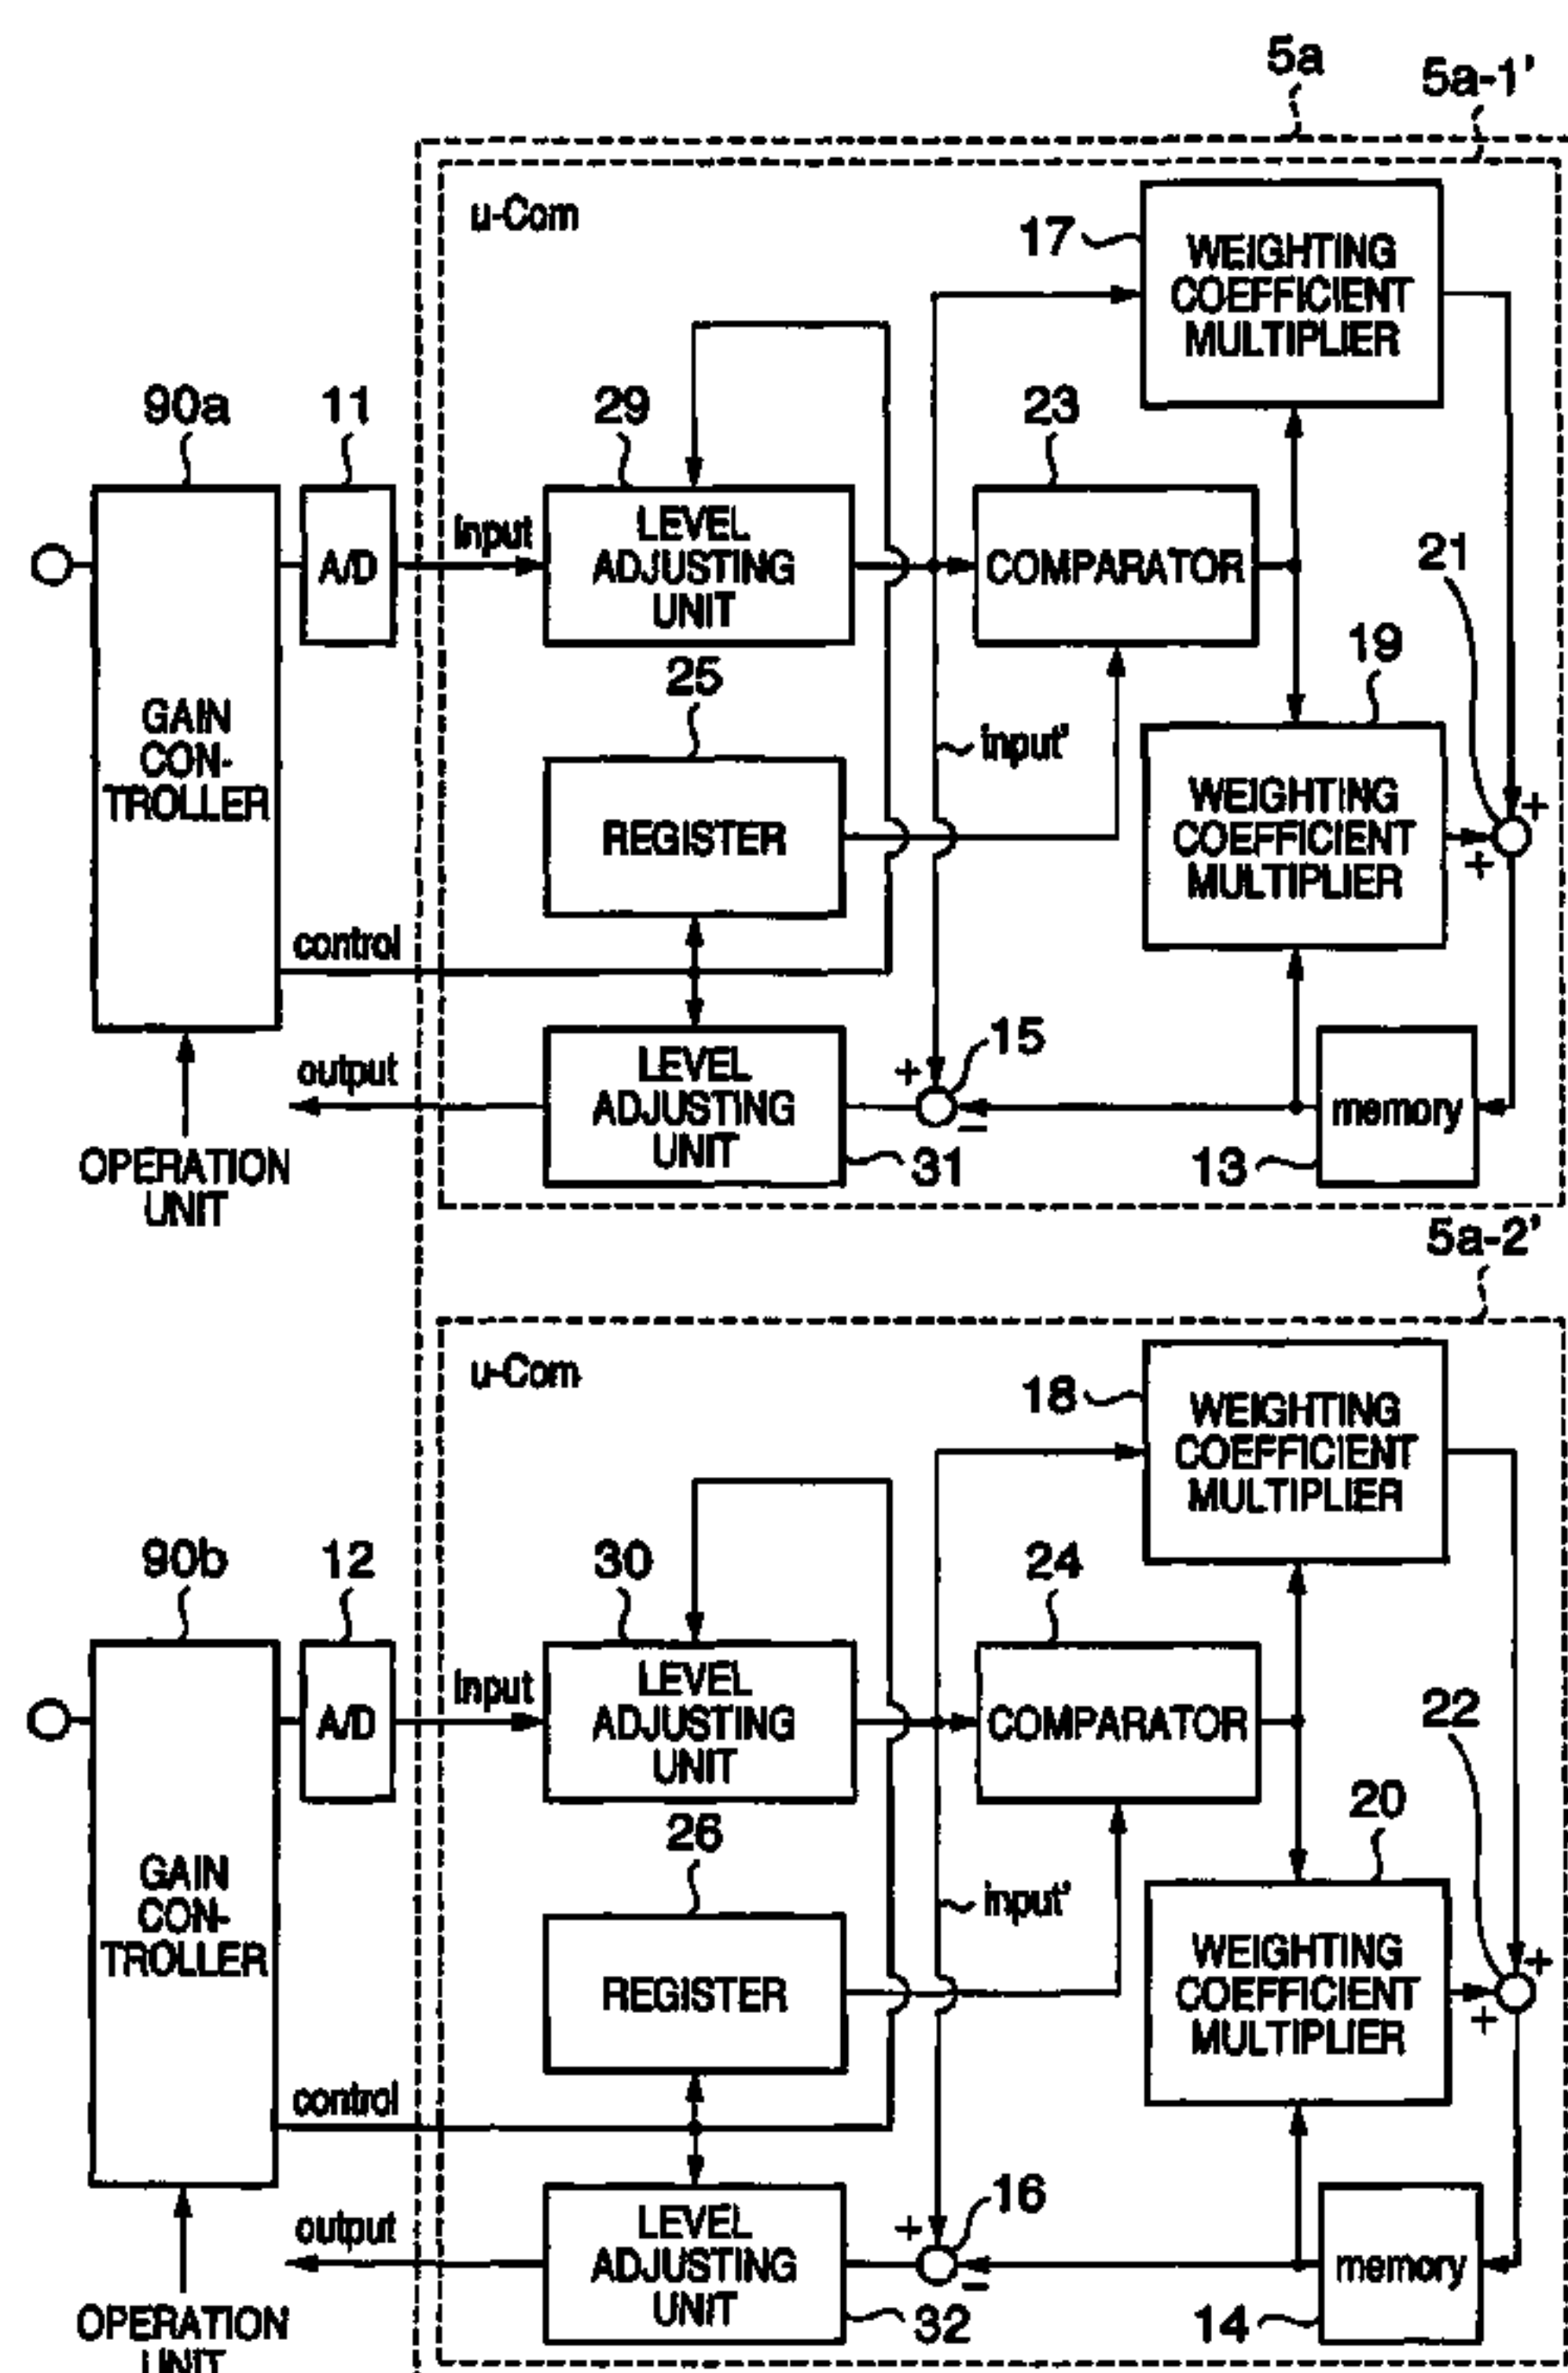 5a
5a-1'
u-Com
17
WEIGHTING
COEFFICIENT
MULTIPLIER
90a
11
29
23
GAIN
CON-
TROLLER
A/D
input
LEVEL
ADJUSTING
UNIT
COMPARATOR
21
25
19
input'
REGISTER
WEIGHTING
COEFFICIENT
MULTIPLIER
+
+
control
15
output
LEVEL
ADJUSTING
UNIT
+
−
memory
31
13
OPERATION
UNIT
5a-2'
u-Com
18
WEIGHTING
COEFFICIENT
MULTIPLIER
90b
12
30
24
GAIN
CON-
TROLLER
A/D
input
LEVEL
ADJUSTING
UNIT
COMPARATOR
22
26
20
input'
REGISTER
WEIGHTING
COEFFICIENT
MULTIPLIER
+
+
control
16
output
LEVEL
ADJUSTING
UNIT
+
−
memory
32
14
OPERATION
UNIT